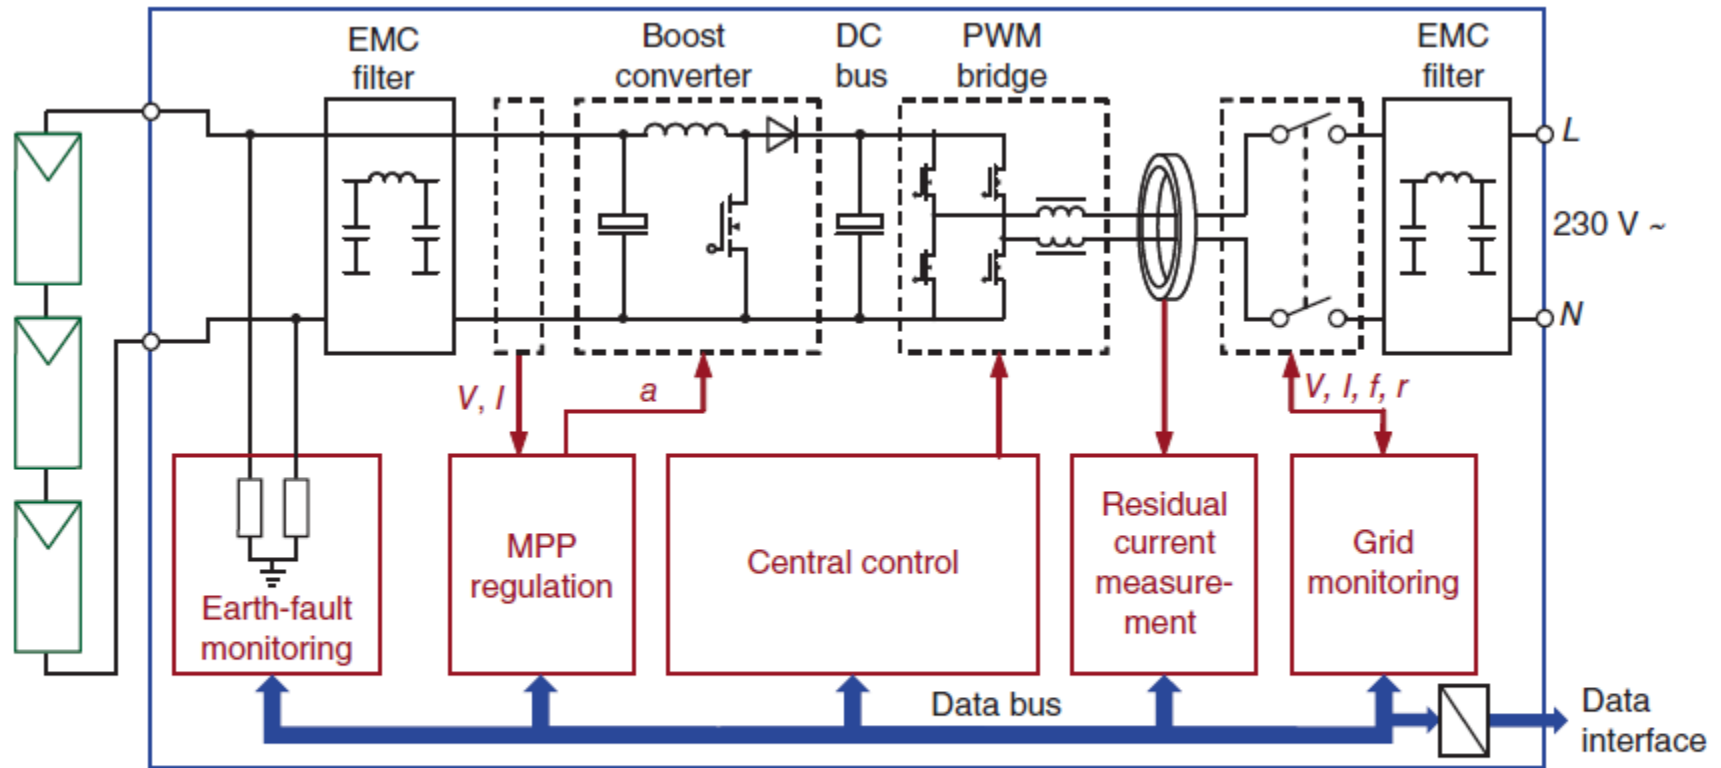 EMC
filter
Boost
converter
DC
bus
PWM
bridge
EMC
filter
L
230 V ~
N
V, I
a
V, I, f, r
Earth-fault
monitoring
MPP
regulation
Central control
Residual
current
measure-
ment
Grid
monitoring
Data bus
Data
interface